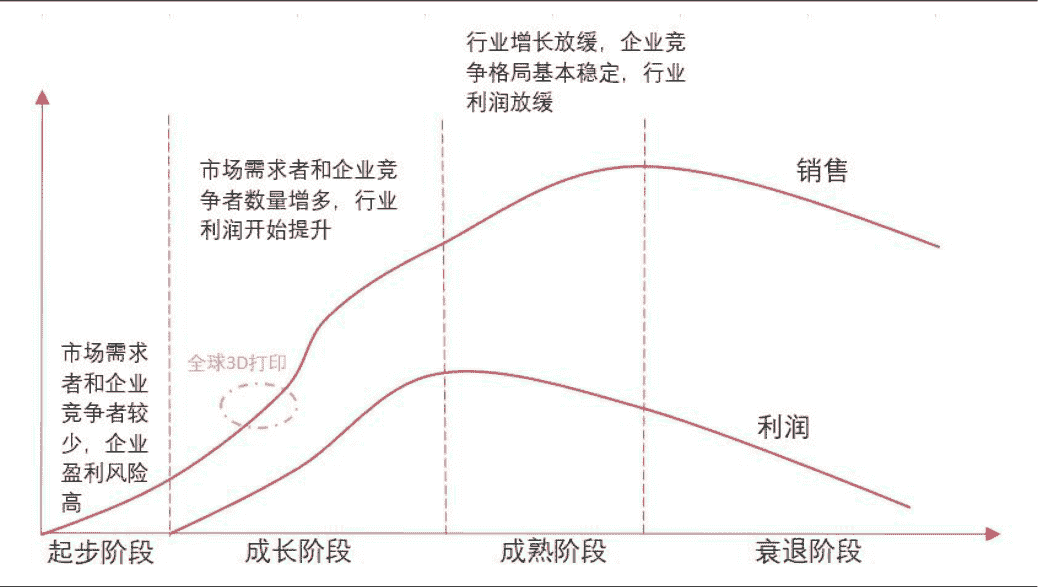 行业增长放缓，企业竞
争格局基本稳定，行业
利润放缓
市场需求者和企业竞
争者数量增多，行业
利润开始提升
销售
市场需求
者和企业
竞争者较
少，企业
盈利风险
高
全球3D打印
利润
起步阶段
成长阶段
成熟阶段
衰退阶段